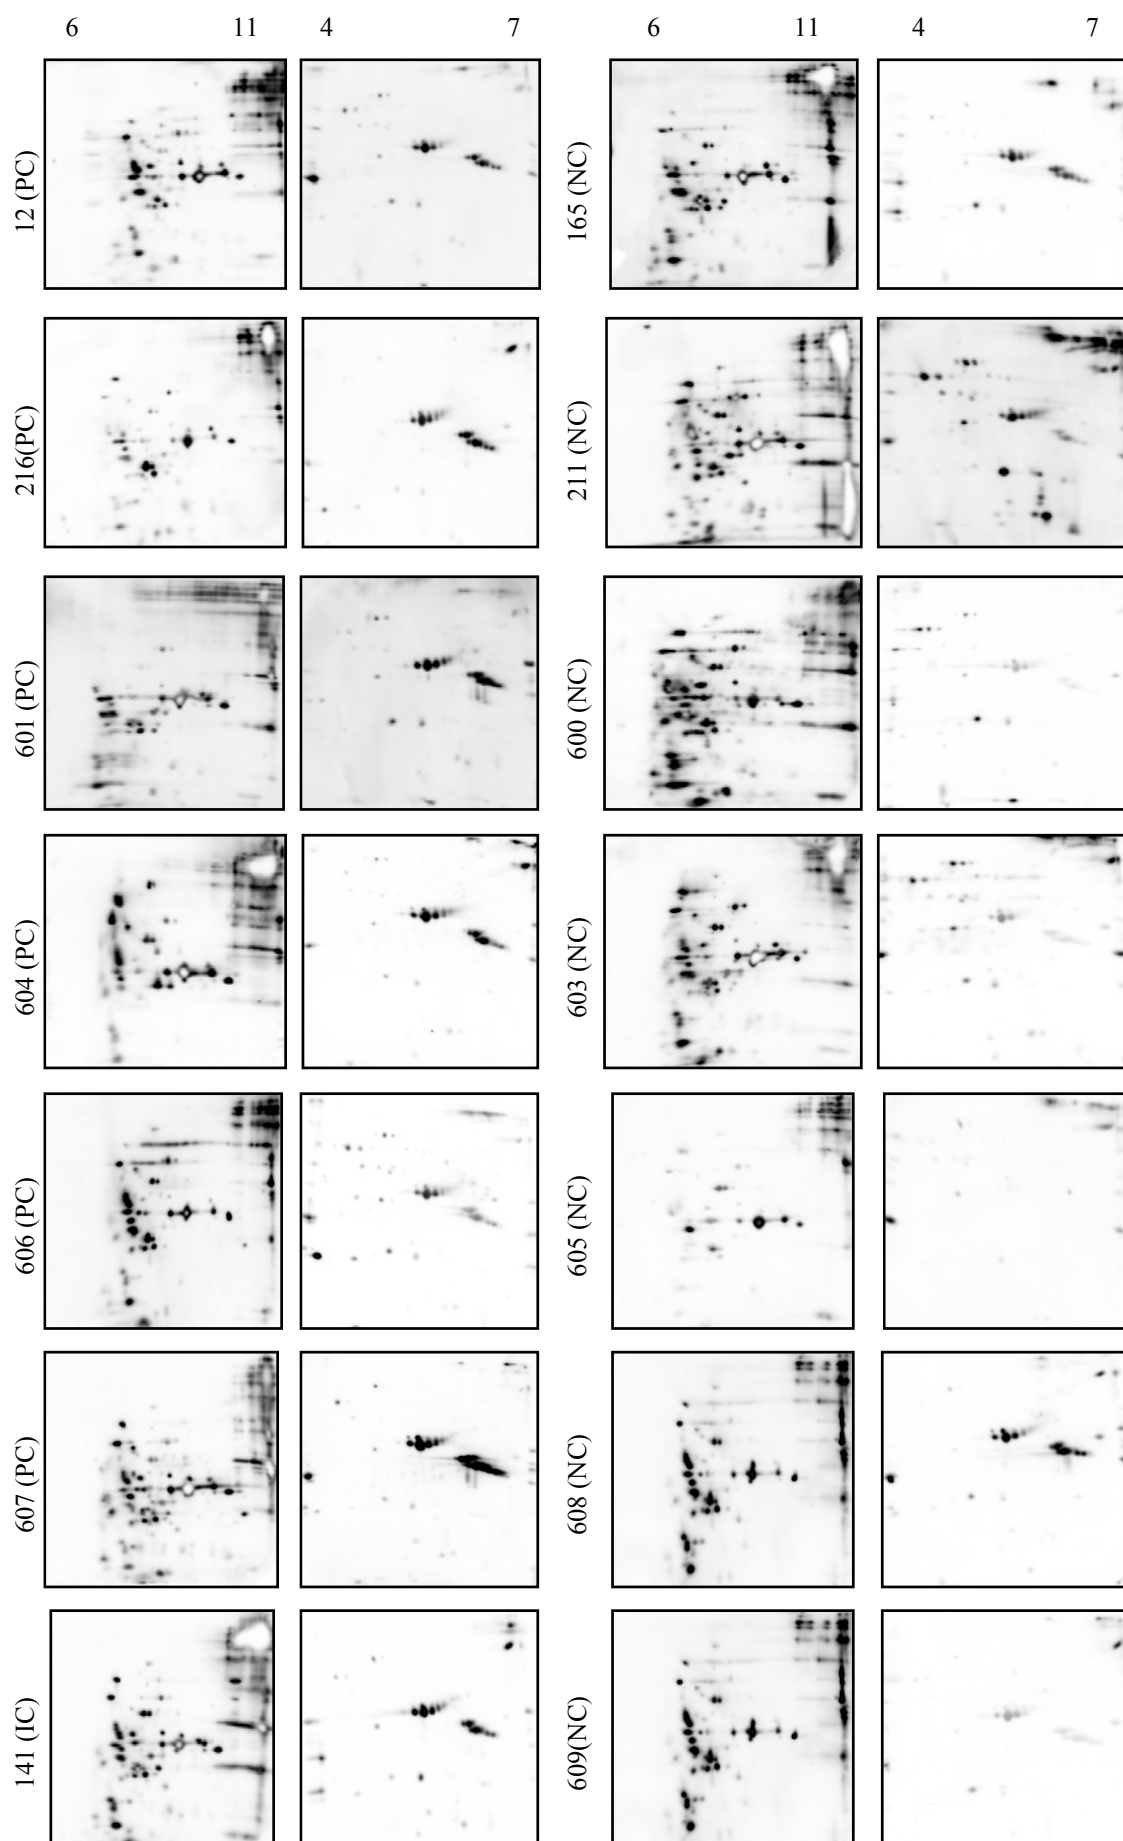 6 11 4 7 6 11 4 7
12 (PC)
165 (NC)
216(PC)
211 (NC)
601 (PC)
600 (NC)
604 (PC)
603 (NC)
606 (PC)
605 (NC)
607 (PC)
608 (NC)
141 (IC)
609(NC)